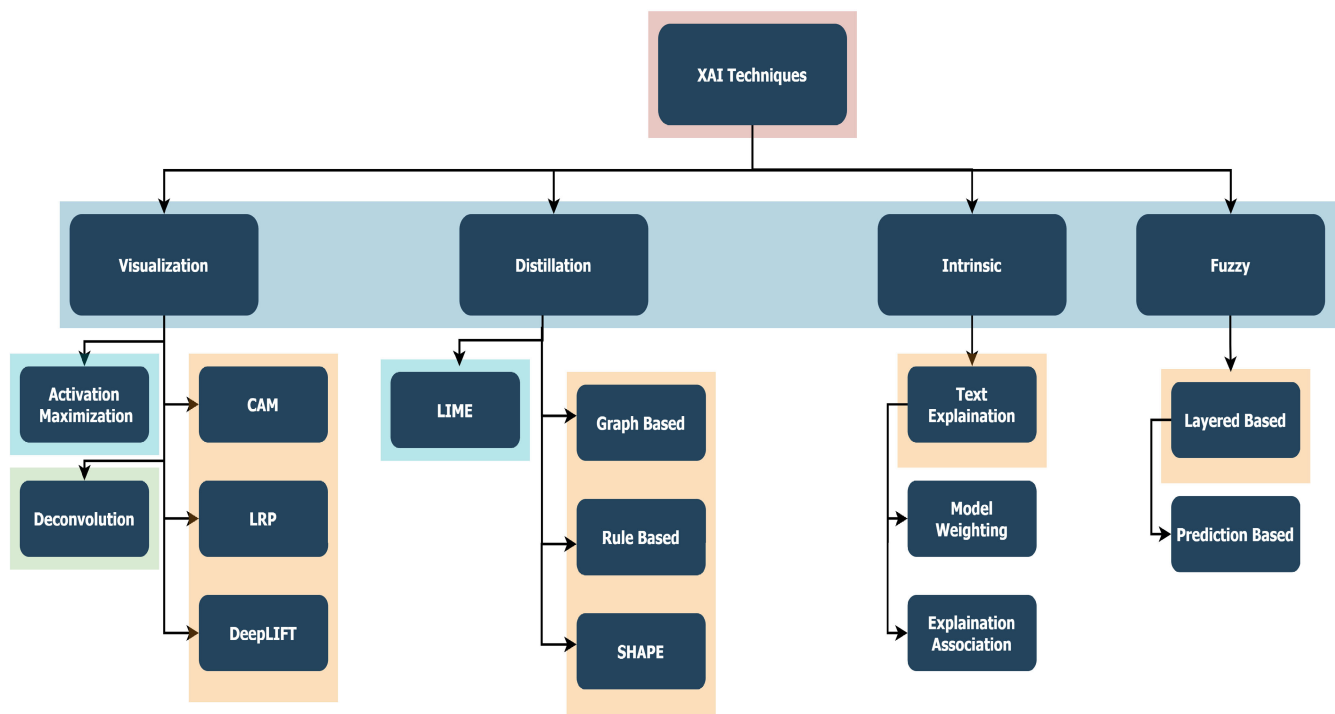 XAI Techniques
Visualization
Distillation
Intrinsic
Fuzzy
Activation
Maximization
CAM
LIME
Graph Based
Text
Explaination
Layered Based
Deconvolution
LRP
Rule Based
Model
Weighting
Prediction Based
DeepLIFT
SHAPE
Explaination
Association